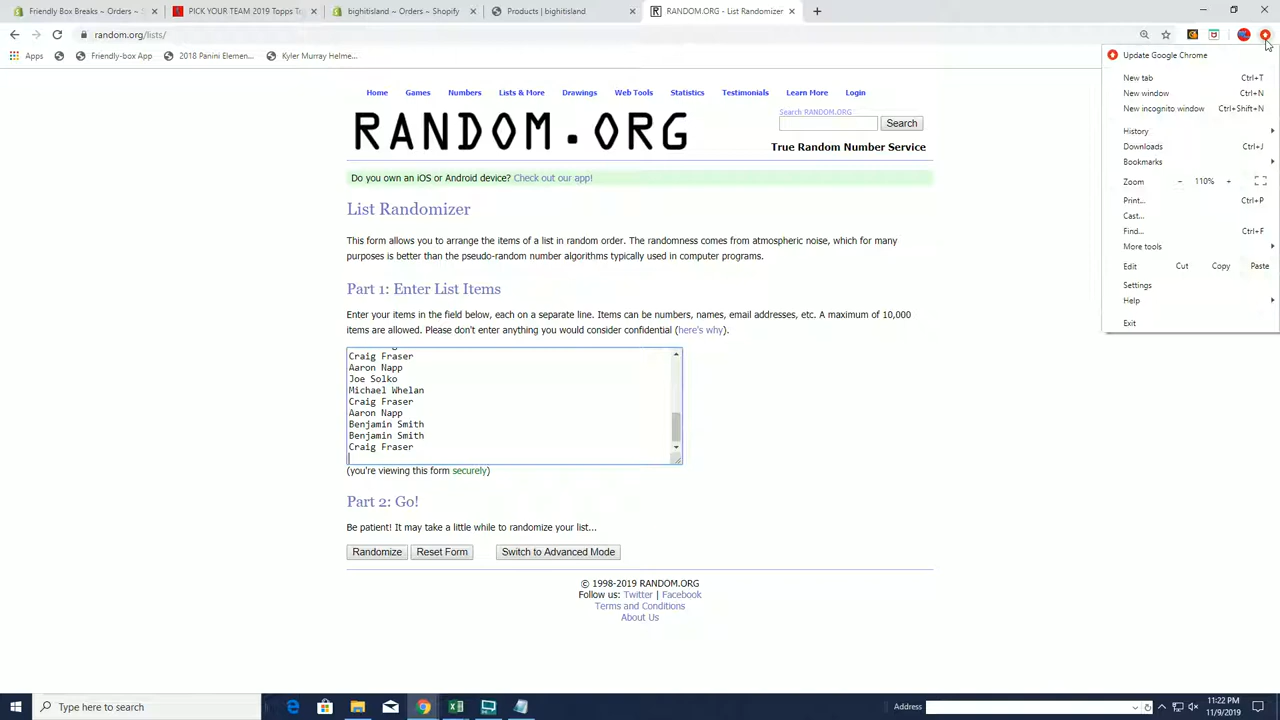 Friendly Box Breaks ~ Orders ~ S
PICK YOUR TEAM 2019 Topps To
bighitisland ~ Orders ~ Shopify
Products | bighitisland
RANDOM.ORG - List Randomizer
random.org/lists/
Apps
Friendly-box App
2018 Panini Elemen...
Kyler Murray Helme...
Update Google Chrome
New tab Ctrl+T
New window Ctrl+N
New incognito window Ctrl+Shift+N
History
Downloads Ctrl+J
Bookmarks
Zoom - 110% +
Print... Ctrl+P
Cast...
Find... Ctrl+F
More tools
Edit Cut Copy Paste
Settings
Help
Exit
Home Games Numbers Lists & More Drawings Web Tools Statistics Testimonials Learn More Login
RANDOM.ORG
Search RANDOM.ORG
Search
True Random Number Service
Do you own an iOS or Android device? Check out our app!
List Randomizer
This form allows you to arrange the items of a list in random order. The randomness comes from atmospheric noise, which for many
purposes is better than the pseudo-random number algorithms typically used in computer programs.
Part 1: Enter List Items
Enter your items in the field below, each on a separate line. Items can be numbers, names, email addresses, etc. A maximum of 10,000
items are allowed. Please don't enter anything you would consider confidential (here's why).
Craig Fraser
Aaron Napp
Joe Solko
Michael Whelan
Craig Fraser
Aaron Napp
Benjamin Smith
Benjamin Smith
Craig Fraser
(you're viewing this form securely)
Part 2: Go!
Be patient! It may take a little while to randomize your list...
Randomize Reset Form Switch to Advanced Mode
© 1998-2019 RANDOM.ORG
Follow us: Twitter | Facebook
Terms and Conditions
About Us
Type here to search
Address
11:22 PM
11/9/2019